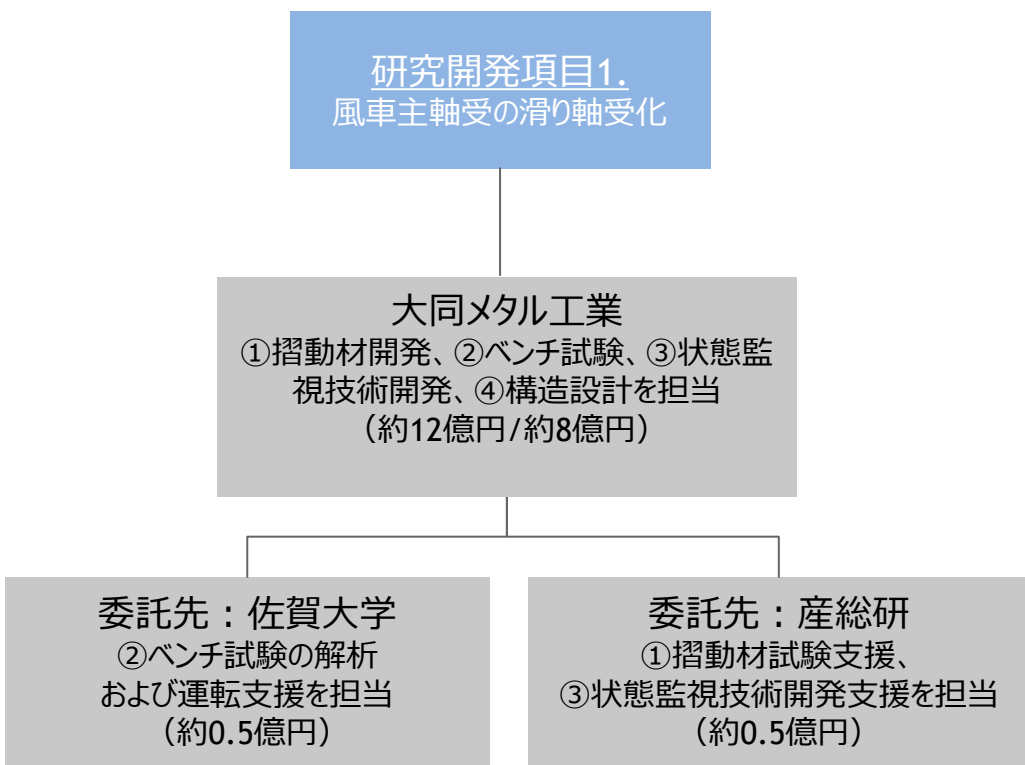 研究開発項目1.
風車主軸受の滑り軸受化
大同メタル工業
①摺動材開発、②ベンチ試験、③状態監
視技術開発、④構造設計を担当
（約12億円/約8億円）
委託先：佐賀大学
②ベンチ試験の解析
および運転支援を担当
（約0.5億円）
委託先：産総研
①摺動材試験支援、
③状態監視技術開発支援を担当
（約0.5億円）